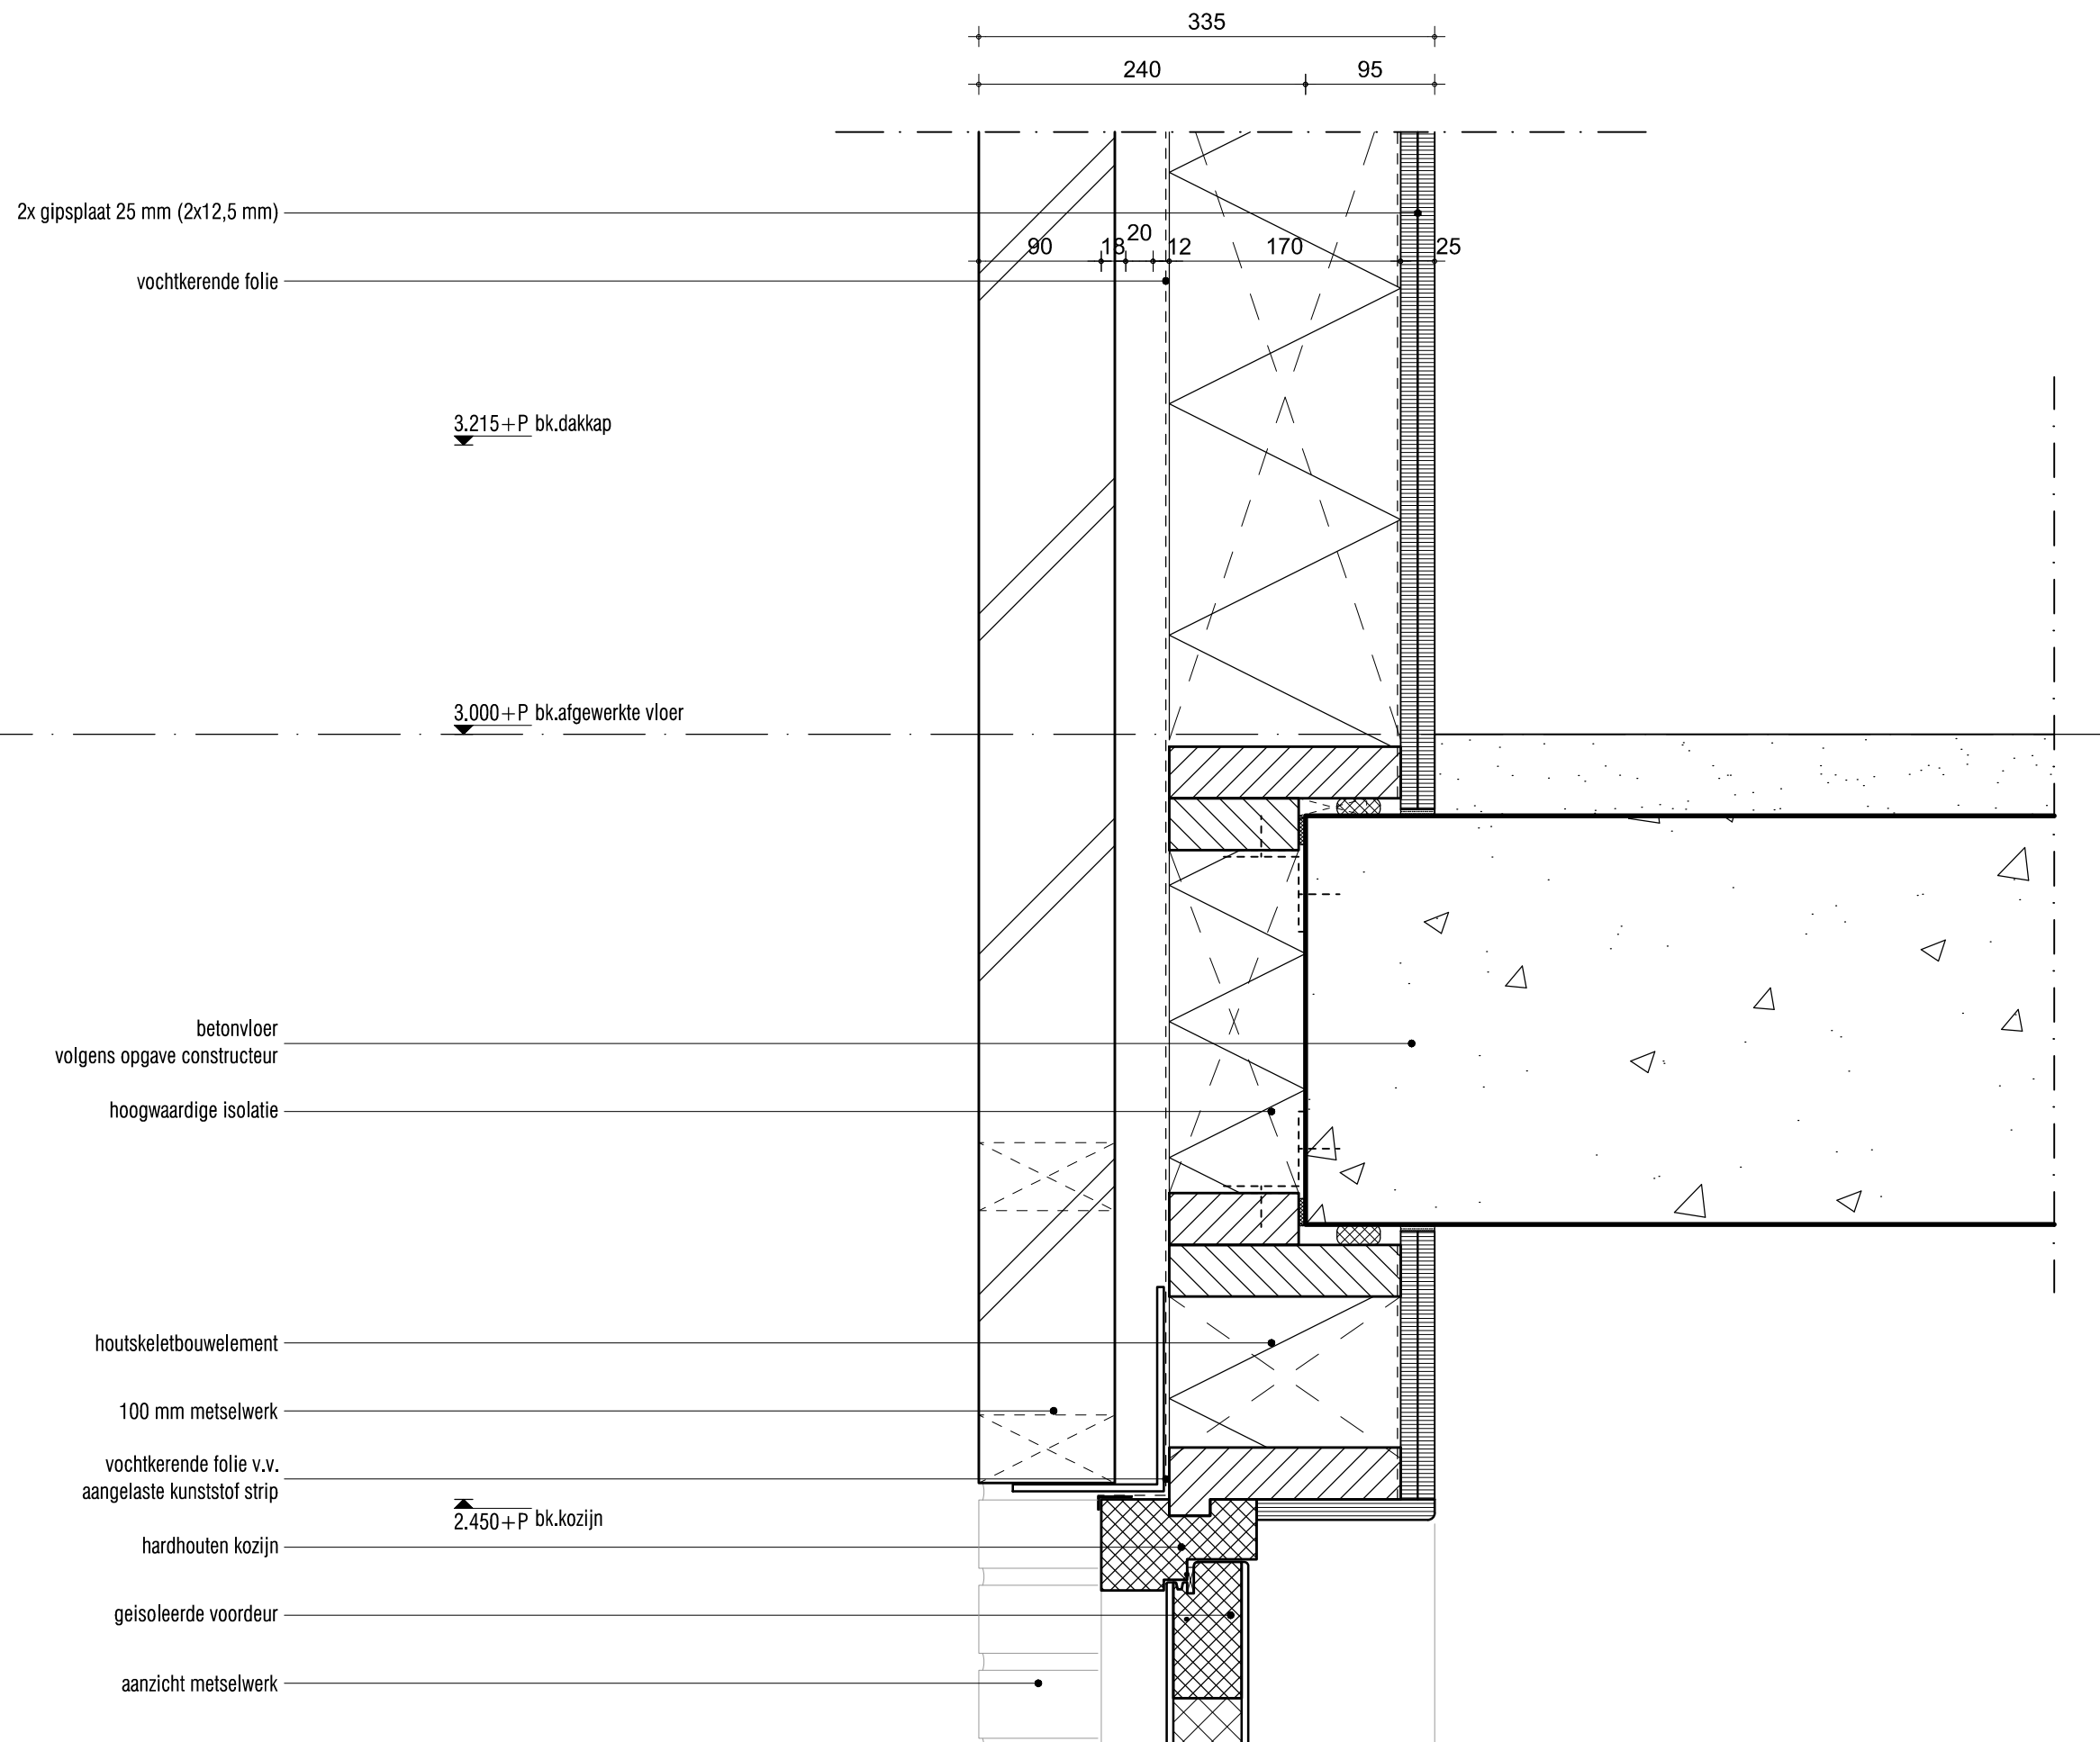 335
240
95
2x gipsplaat 25 mm (2x12,5 mm)
90
18
20
12
170
25
vochtkerende folie
3.215+P bk.dakkap
3.000+P bk.afgewerkte vloer
betonvloer
volgens opgave constructeur
hoogwaardige isolatie
houtskeletbouwelement
100 mm metselwerk
vochtkerende folie v.v.
aangelaste kunststof strip
2.450+P bk.kozijn
hardhouten kozijn
geisoleerde voordeur
aanzicht metselwerk